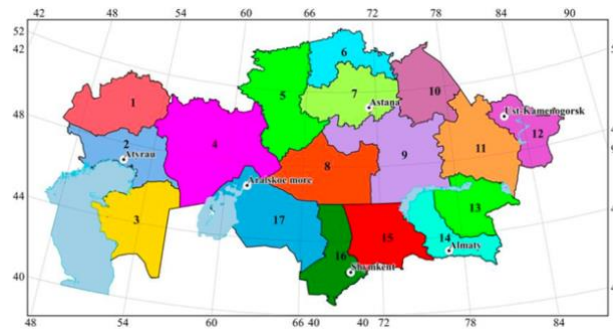 42 54 60 66 72 78 84 90
52
42
6
5 7 10
1 Astana Ust-Kamenogorsk
48
2 4 12
Atyrau 9 11
8
Aralskoe more
44
3 17 13
15 14
16 Almaty
Shymkent
40
48 54 60 66 40 72 78 84